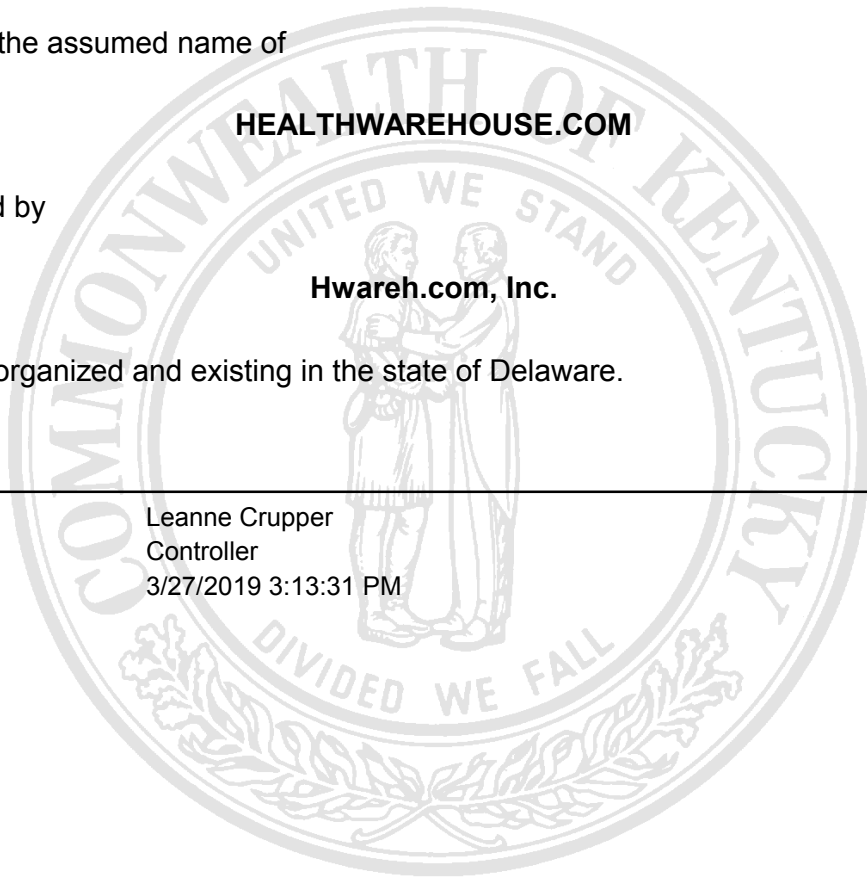 the assumed name of
HEALTHWAREHOUSE.COM
d by
Hwareh.com, Inc.
organized and existing in the state of Delaware.
Leanne Crupper
Controller
3/27/2019 3:13:31 PM
COMMONWEALTH OF KENTUCKY
UNITED WE STAND
DIVIDED WE FALL